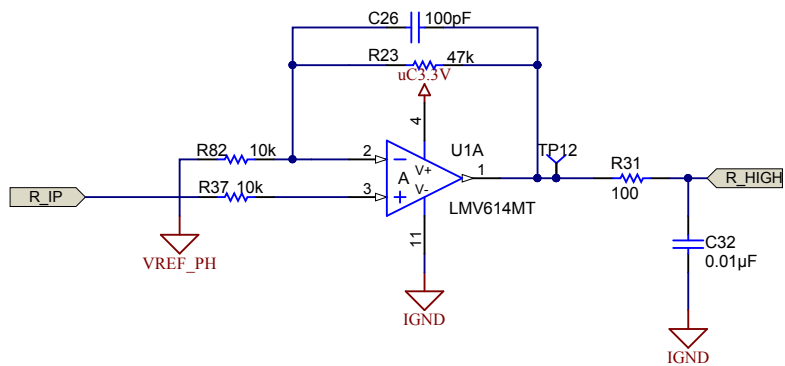 C26 100pF
R23 47k
uC3.3V
4
R82 10k
2
U1A
V+
1
TP12
A
R31
R_IP
R37 10k
3
V-
100
R_HIGH
LMV614MT
11
C32
VREF_PH
0.01µF
IGND
IGND